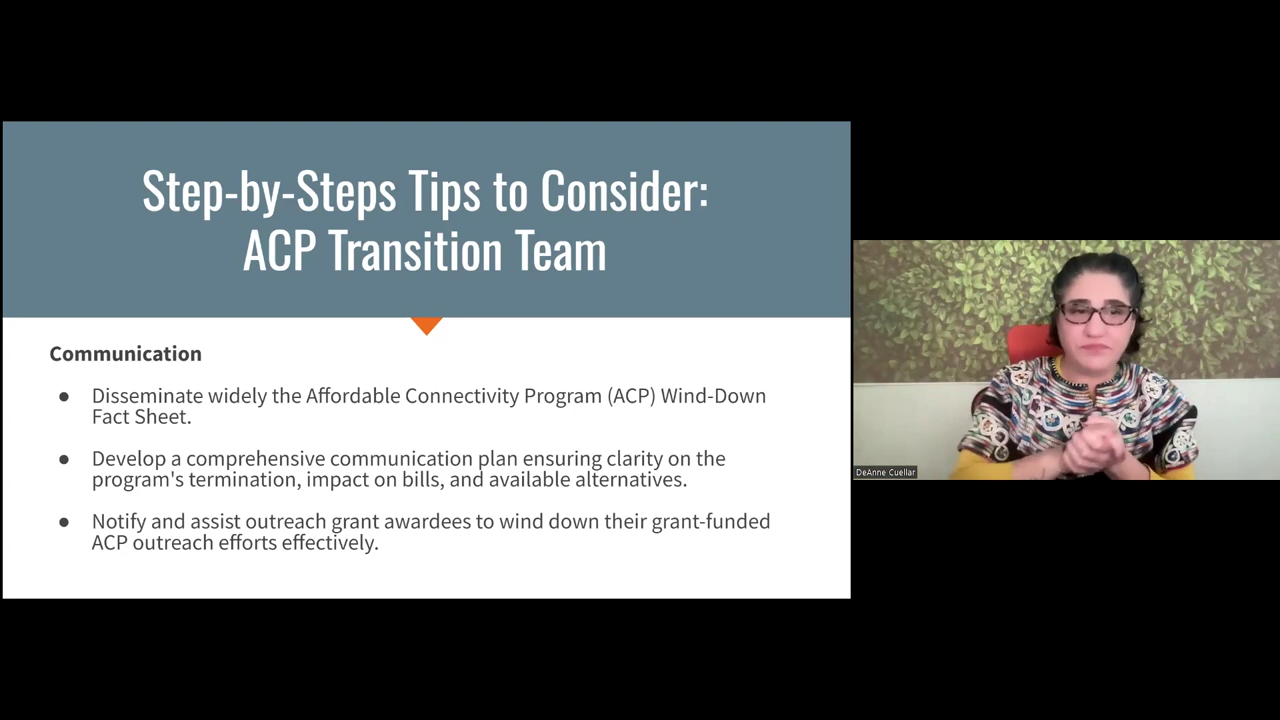 Step-by-Steps Tips to Consider:
ACP Transition Team
Communication
● Disseminate widely the Affordable Connectivity Program (ACP) Wind-Down
Fact Sheet.
● Develop a comprehensive communication plan ensuring clarity on the
program's termination, impact on bills, and available alternatives.
● Notify and assist outreach grant awardees to wind down their grant-funded
ACP outreach efforts effectively.
DeAnne Cuellar